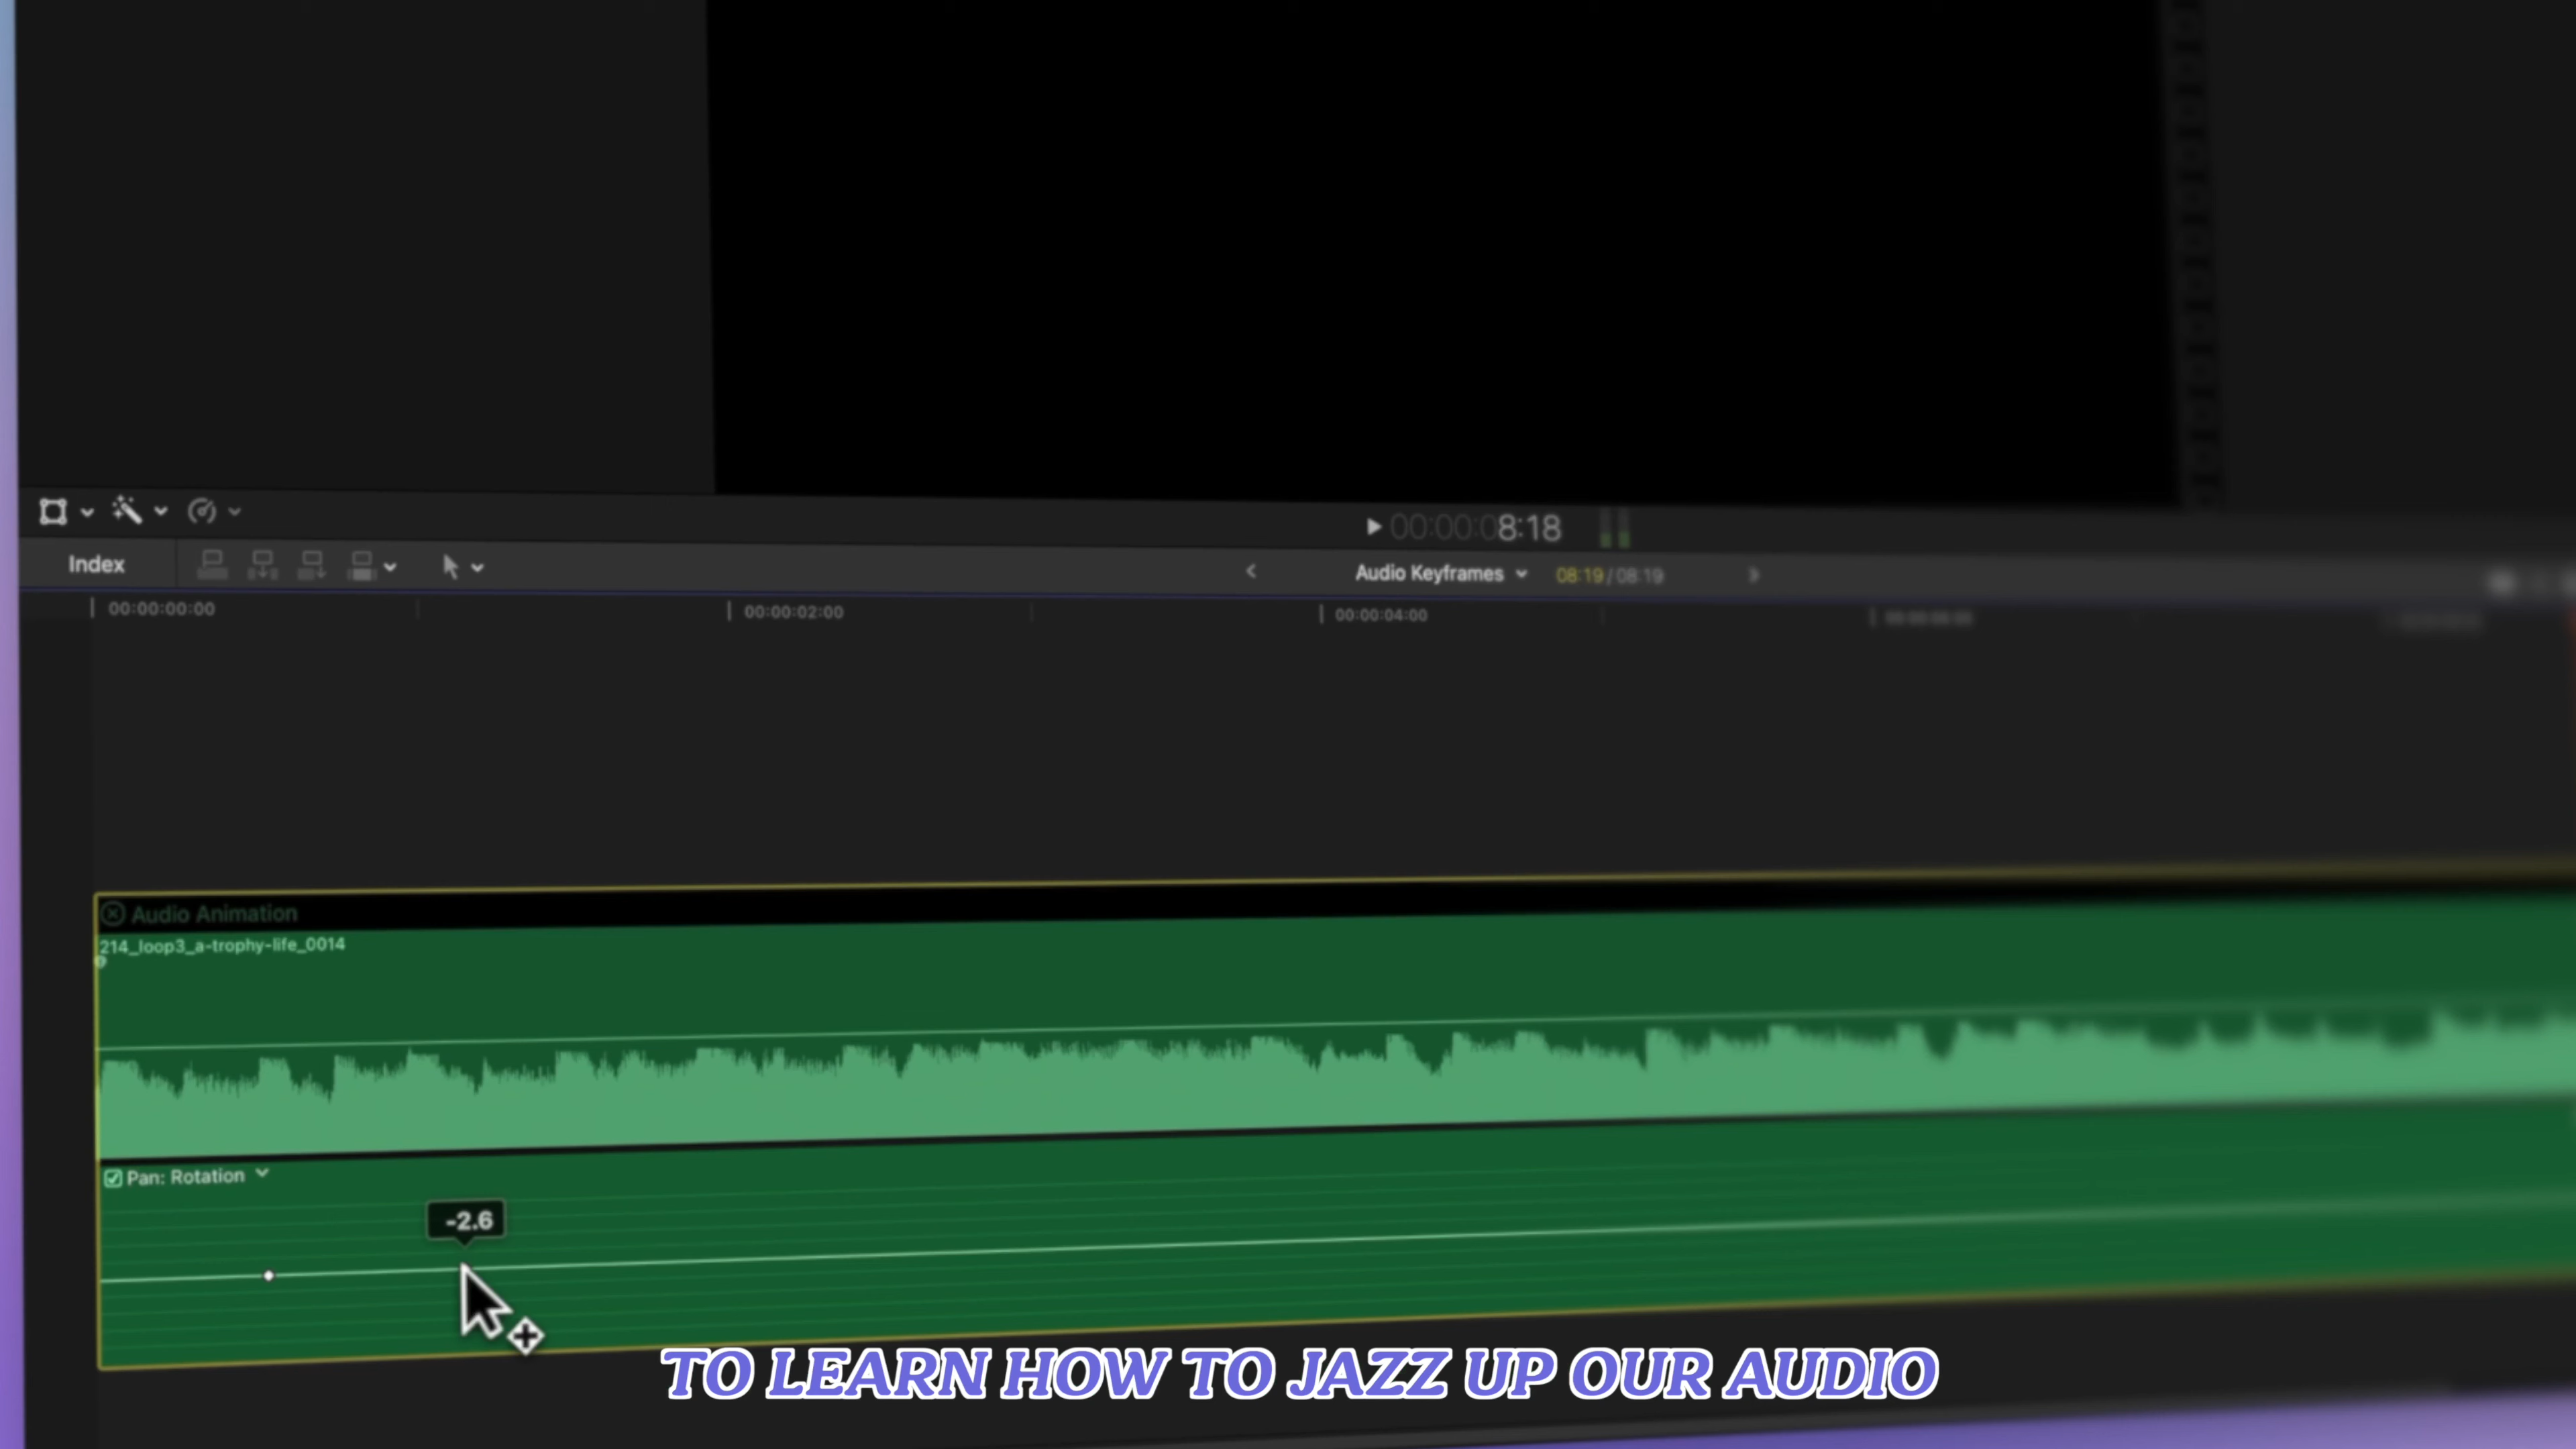 00:00:08:18
Index
Audio Keyframes 08:19 / 08:19
00:00:00:00 00:00:02:00 00:00:04:00
Audio Animation
214_loop3_a-trophy-life_0014
Pan: Rotation
-2.6
TO LEARN HOW TO JAZZ UP OUR AUDIO